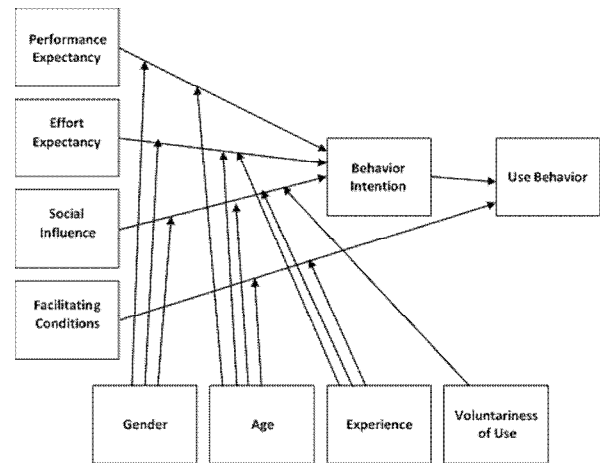 Performance
Expectancy
Effort
Expectancy
Behavior
Intention
Use Behavior
Social
Influence
Facilitating
Conditions
Gender
Age
Experience
Voluntariness
of Use